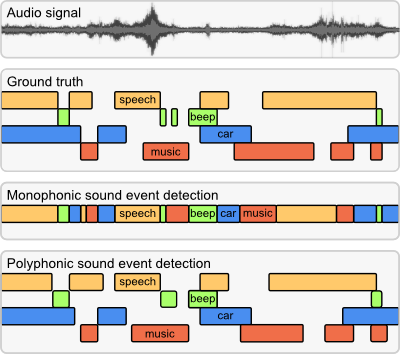 Audio signal
Ground truth
speech
beep
car
music
Monophonic sound event detection
speech beep car music
Polyphonic sound event detection
speech
beep
car
music